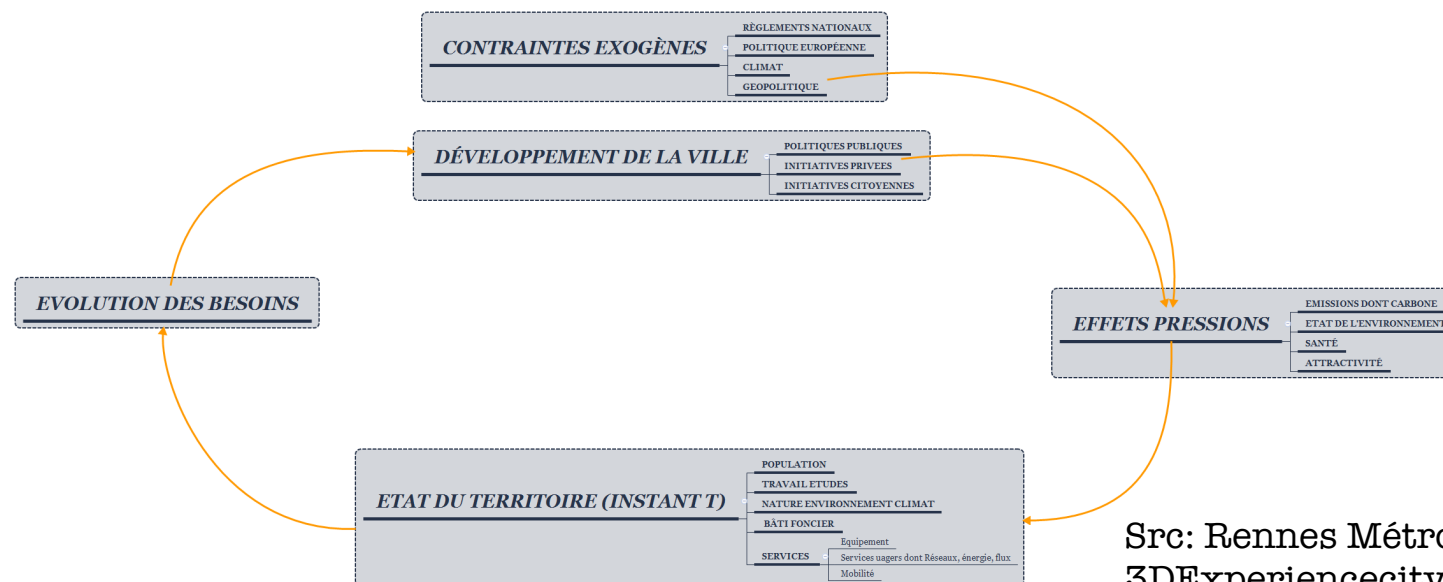 CONTRAINTES EXOGÈNES
RÈGLEMENTS NATIONAUX
POLITIQUE EUROPÉENNE
CLIMAT
GEOPOLITIQUE
DÉVELOPPEMENT DE LA VILLE
POLITIQUES PUBLIQUES
INITIATIVES PRIVEES
INITIATIVES CITOYENNES
EVOLUTION DES BESOINS
EFFETS PRESSIONS
EMISSIONS DONT CARBONE
ETAT DE L'ENVIRONNEMENT
SANTÉ
ATTRACTIVITÉ
ETAT DU TERRITOIRE (INSTANT T)
POPULATION
TRAVAIL ETUDES
NATURE ENVIRONNEMENT CLIMAT
BÂTI FONCIER
SERVICES
Equipement
Services uagers dont Réseaux, énergie, flux
Mobilité
Src: Rennes Métro
3DExperiencecity